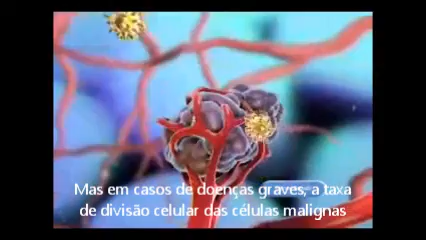 Mas em casos de doenças graves, a taxa
de divisão celular das células malignas